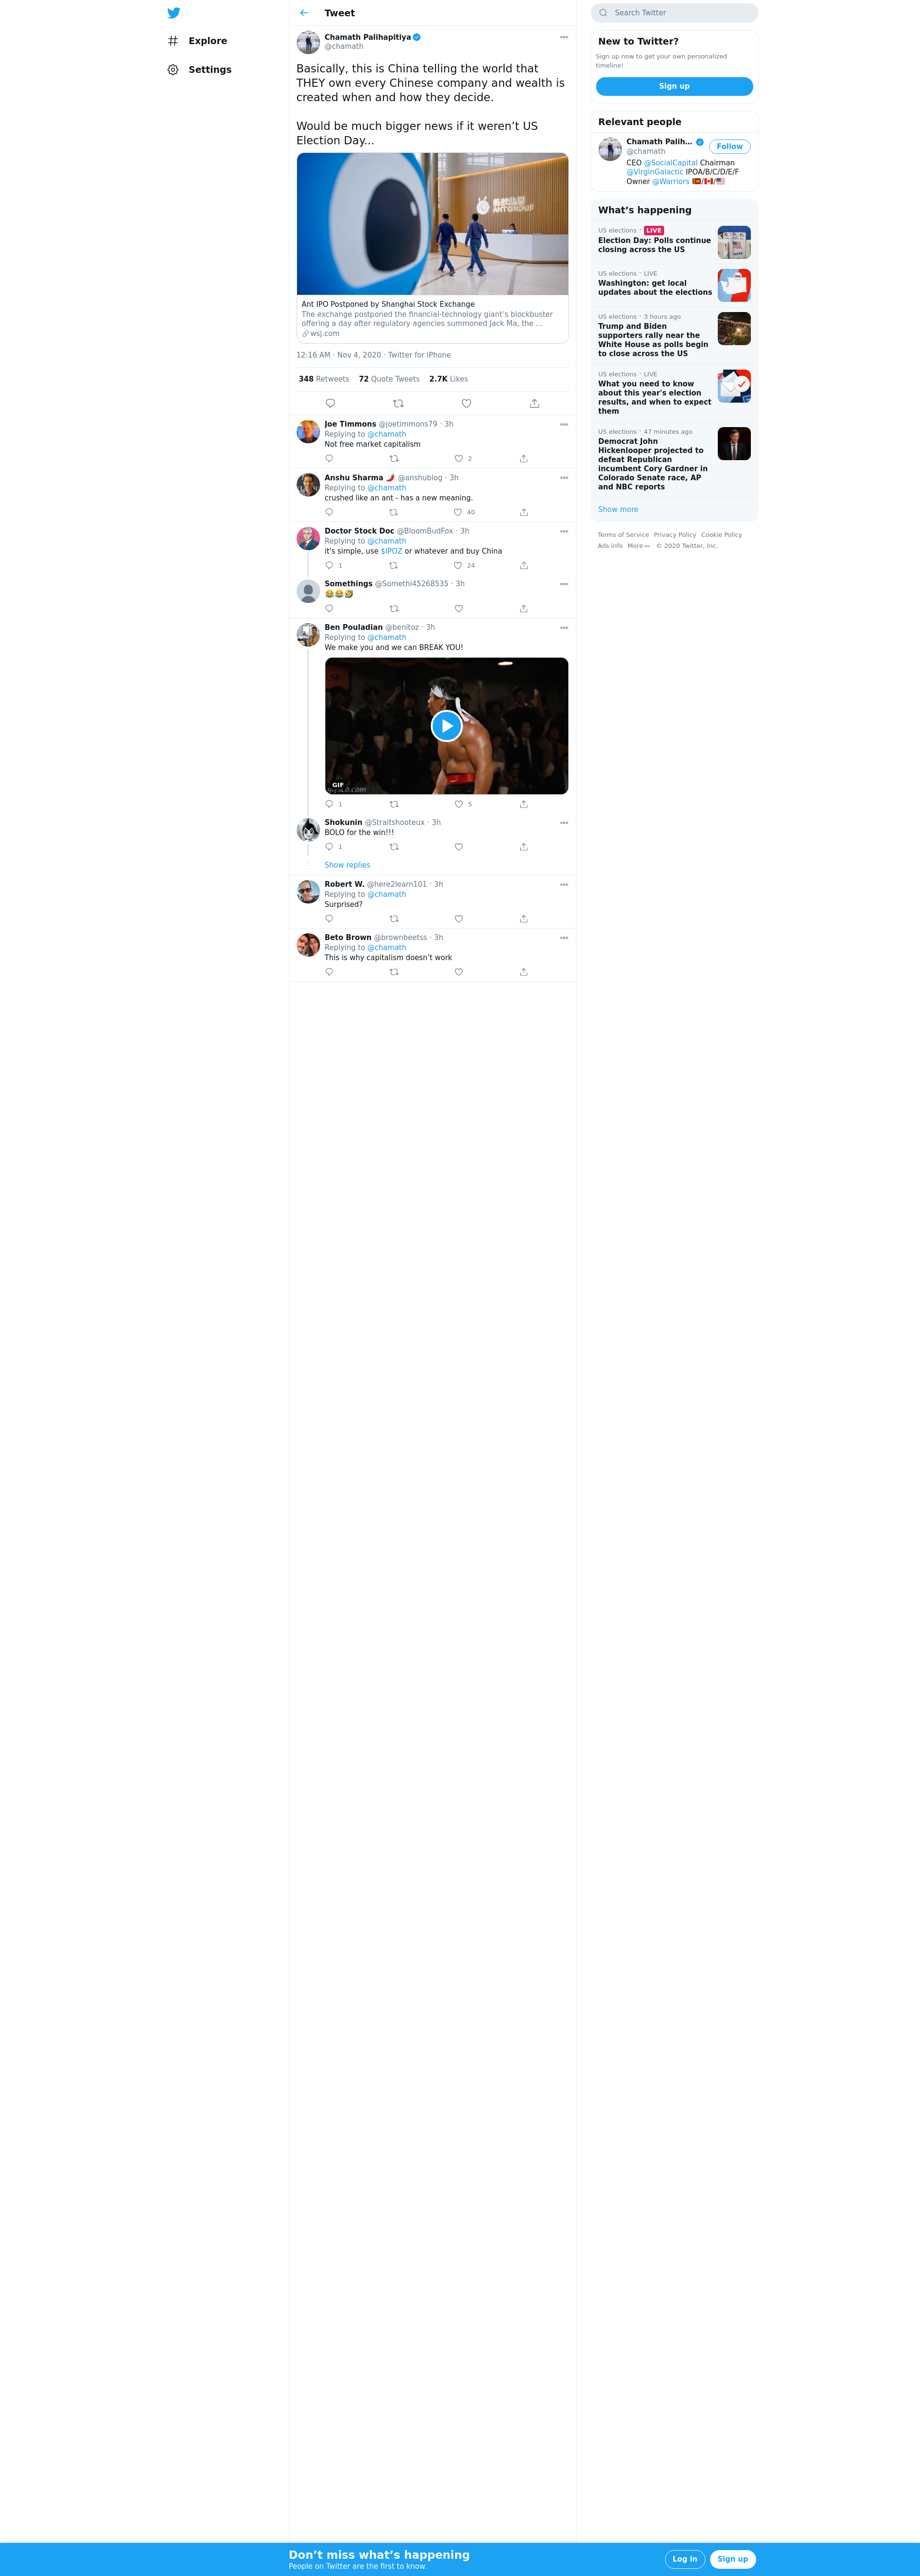 Explore
Settings
Tweet
Chamath Palihapitiya
@chamath
Basically, this is China telling the world that
THEY own every Chinese company and wealth is
created when and how they decide.
Would be much bigger news if it weren’t US
Election Day...
ANT GROUP
Ant IPO Postponed by Shanghai Stock Exchange
The exchange postponed the financial-technology giant’s blockbuster
offering a day after regulatory agencies summoned Jack Ma, the ...
wsj.com
12:16 AM · Nov 4, 2020 · Twitter for iPhone
348 Retweets 72 Quote Tweets 2.7K Likes
Joe Timmons @joetimmons79 · 3h
Replying to @chamath
Not free market capitalism
2
Anshu Sharma 🌶️ @anshublog · 3h
Replying to @chamath
crushed like an ant - has a new meaning.
40
Doctor Stock Doc @BloomBudFox · 3h
Replying to @chamath
it's simple, use $IPOZ or whatever and buy China
1 24
Somethings @Somethi45268535 · 3h
😂😂🤣
Ben Pouladian @benitoz · 3h
Replying to @chamath
We make you and we can BREAK YOU!
GIF
1 5
Shokunin @Straitshooteux · 3h
BOLO for the win!!!
1
Show replies
Robert W. @here2learn101 · 3h
Replying to @chamath
Surprised?
Beto Brown @brownbeetss · 3h
Replying to @chamath
This is why capitalism doesn’t work
Search Twitter
New to Twitter?
Sign up now to get your own personalized
timeline!
Sign up
Relevant people
Chamath Palih...
@chamath
Follow
CEO @SocialCapital Chairman
@VirginGalactic IPOA/B/C/D/E/F
Owner @Warriors 🇱🇰/🇨🇦/🇺🇸
What’s happening
US elections · LIVE
Election Day: Polls continue
closing across the US
US elections · LIVE
Washington: get local
updates about the elections
US elections · 3 hours ago
Trump and Biden
supporters rally near the
White House as polls begin
to close across the US
US elections · LIVE
What you need to know
about this year's election
results, and when to expect
them
US elections · 47 minutes ago
Democrat John
Hickenlooper projected to
defeat Republican
incumbent Cory Gardner in
Colorado Senate race, AP
and NBC reports
Show more
Terms of Service Privacy Policy Cookie Policy
Ads info More © 2020 Twitter, Inc.
Don’t miss what’s happening
People on Twitter are the first to know.
Log in
Sign up